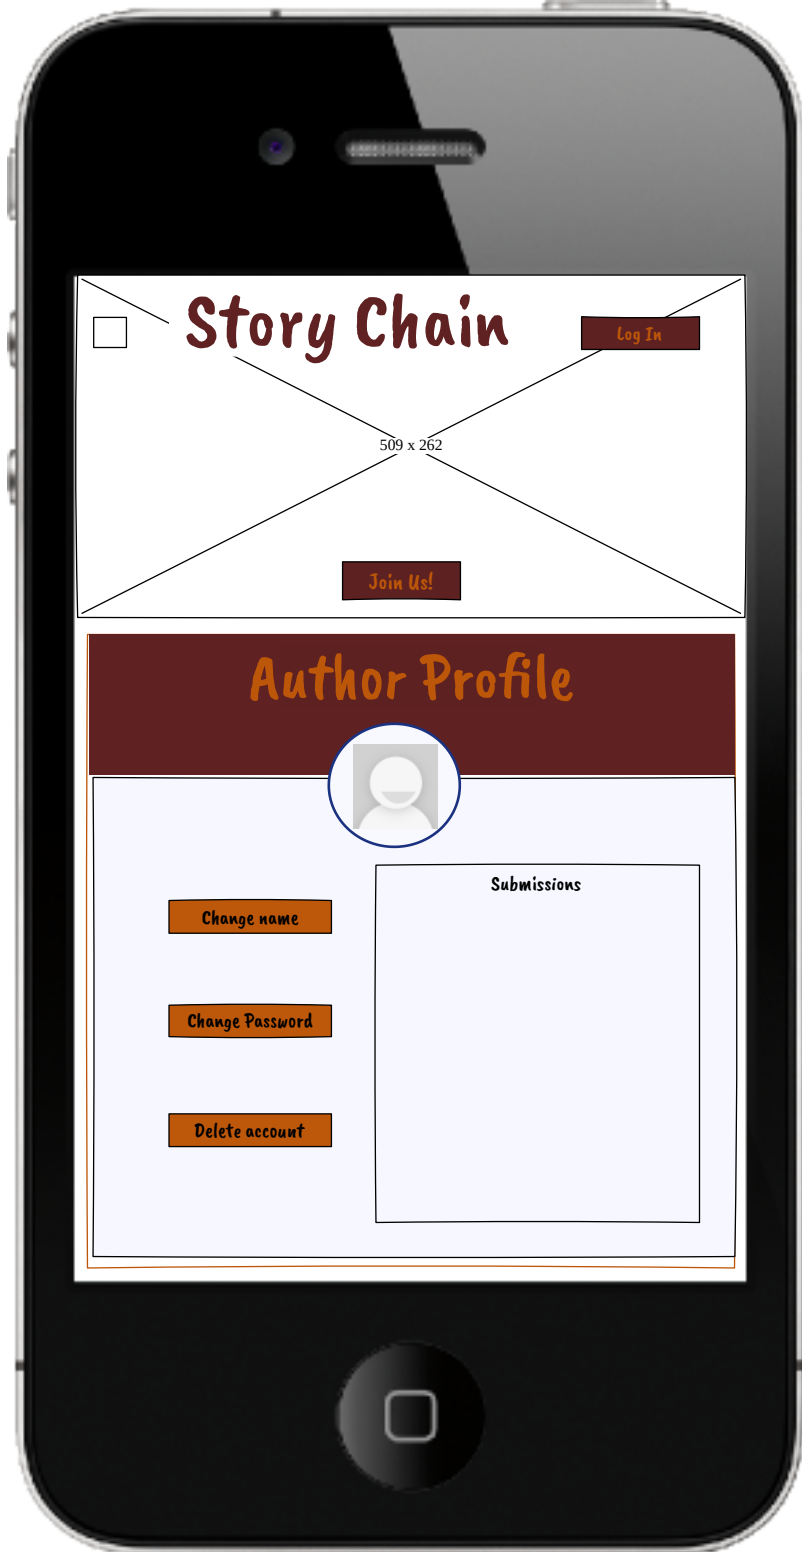 Story Chain
Log In
509 x 262
Join Us!
Author Profile
Submissions
Change name
Change Password
Delete account